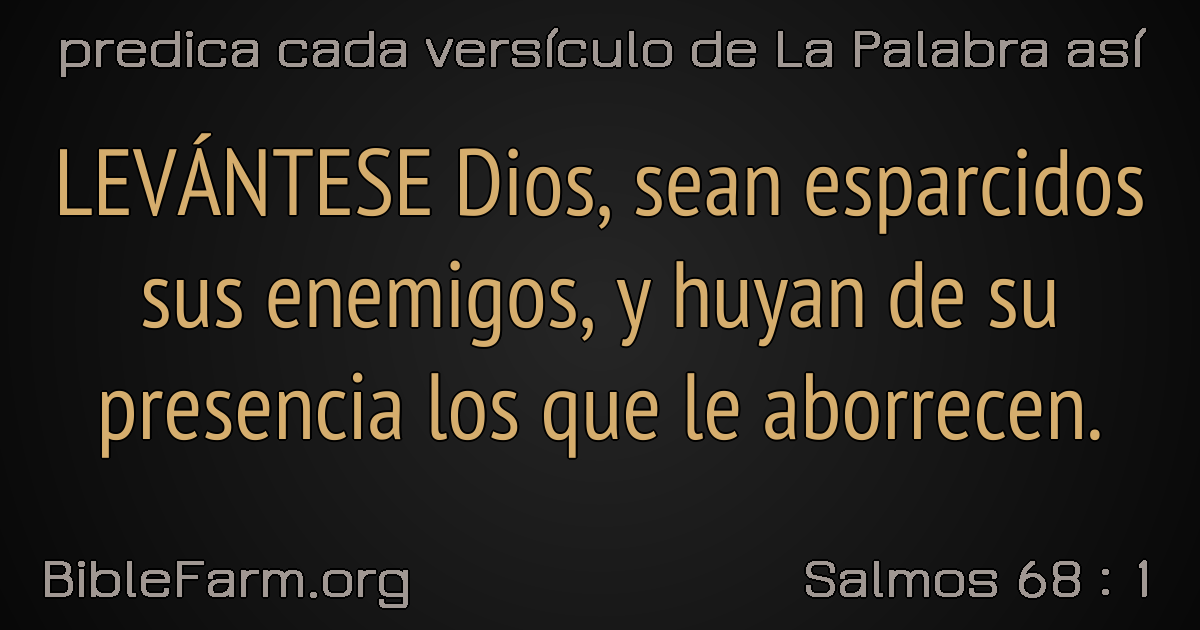 predica cada versículo de La Palabra así
LEVÁNTESE Dios, sean esparcidos
sus enemigos, y huyan de su
presencia los que le aborrecen.
BibleFarm.org
Salmos 68 : 1